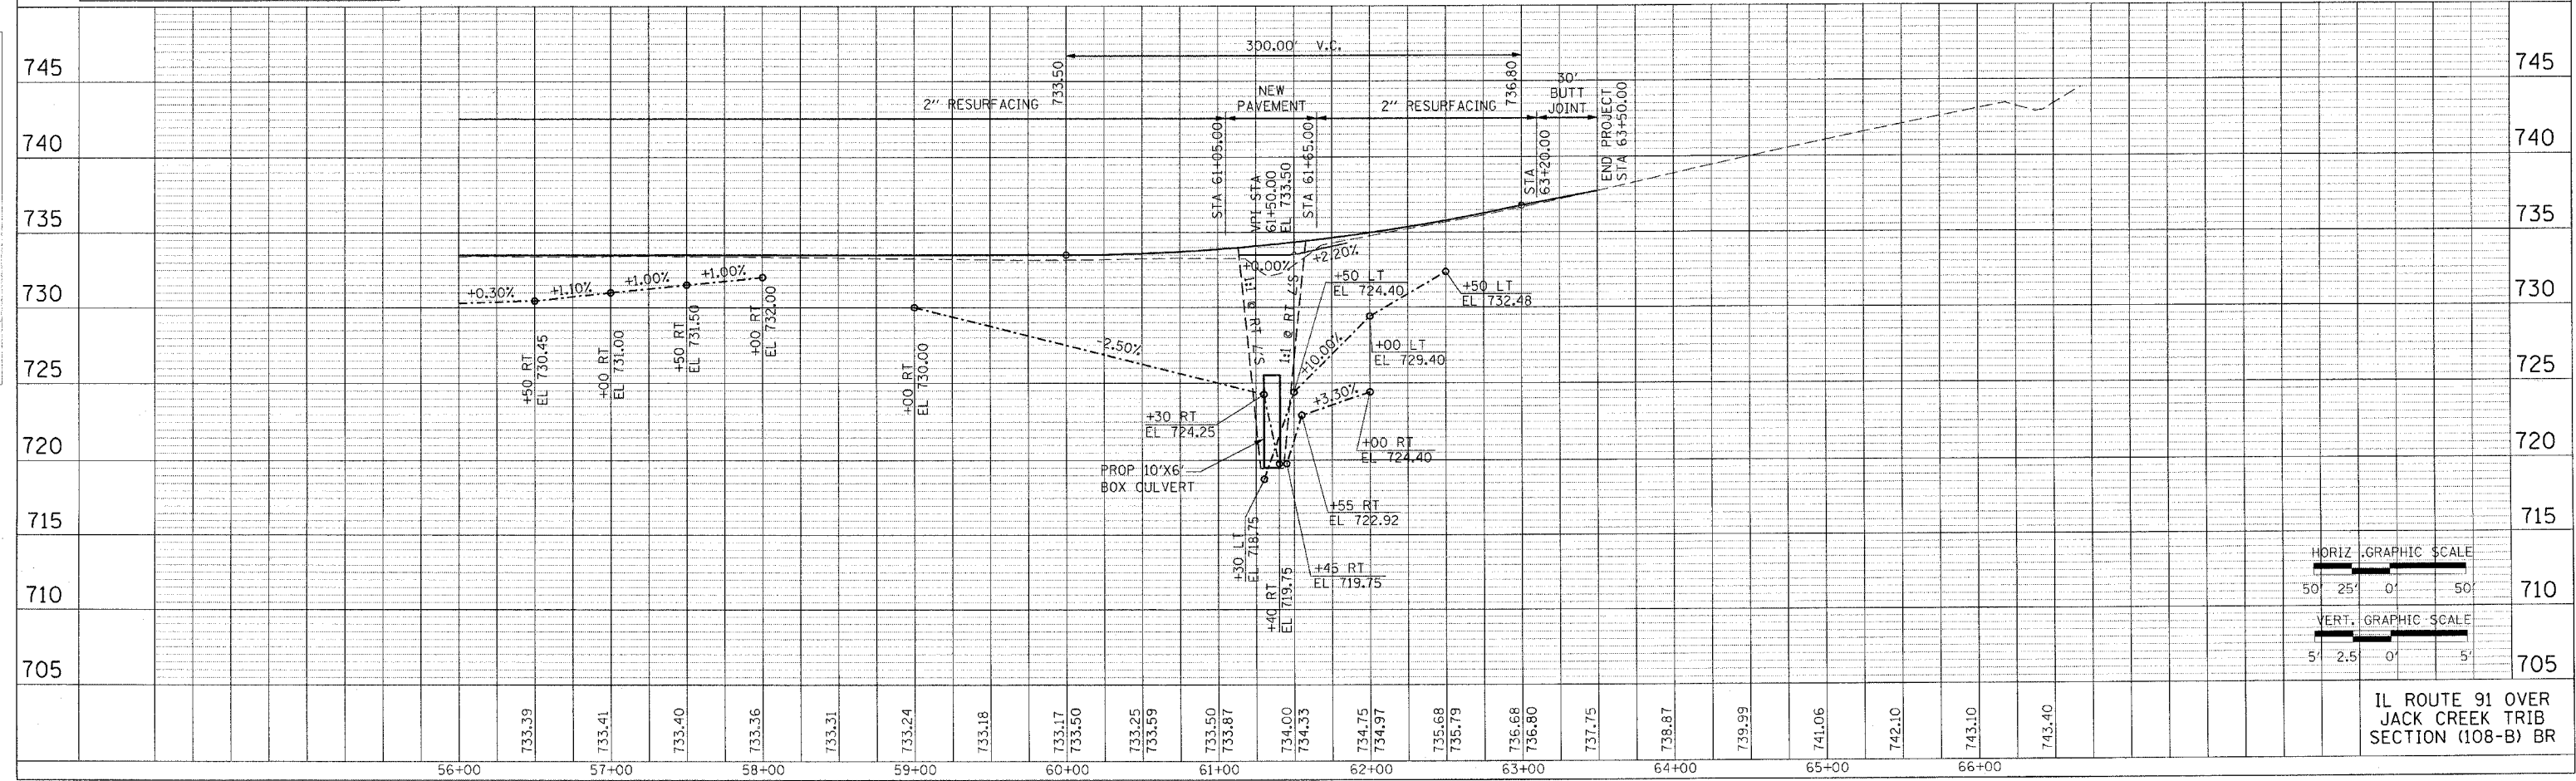 745
740
735
730
725
720
715
710
705
745
740
735
730
725
720
715
710
705
300.00' V.C.
733.50
736.80
2" RESURFACING
NEW
PAVEMENT
2" RESURFACING
30'
BUTT
JOINT
STA 61+05.00
VPI STA
61+50.00
EL 733.50
STA 61+65.00
STA
63+20.00
END PROJECT
STA 63+50.00
+0.30%
+1.10%
+1.00%
+1.00%
+50 RT
EL 730.45
+00 RT
EL 731.00
+50 RT
EL 731.50
+00 RT
EL 732.00
+00 RT
EL 730.00
-2.50%
+0.00%
+2.20%
1:1 @ RT L'S
1:1 @ RT L'S
+50 LT
EL 724.40
+50 LT
EL 732.48
+10.00%
+00 LT
EL 729.40
+3.30%
+00 RT
EL 724.40
+30 RT
EL 724.25
PROP 10'X6'
BOX CULVERT
+55 RT
EL 722.92
+30 LT
EL 718.75
+40 RT
EL 719.75
+45 RT
EL 719.75
HORIZ .GRAPHIC SCALE
50' 25' 0' 50'
VERT. GRAPHIC SCALE
5' 2.5' 0' 5'
733.39
733.41
733.40
733.36
733.31
733.24
733.18
733.17
733.50
733.25
733.59
733.50
733.87
734.00
734.33
734.75
734.97
735.68
735.79
736.68
736.80
737.75
738.87
739.99
741.06
742.10
743.10
743.40
56+00 57+00 58+00 59+00 60+00 61+00 62+00 63+00 64+00 65+00 66+00
IL ROUTE 91 OVER
JACK CREEK TRIB
SECTION (108-B) BR